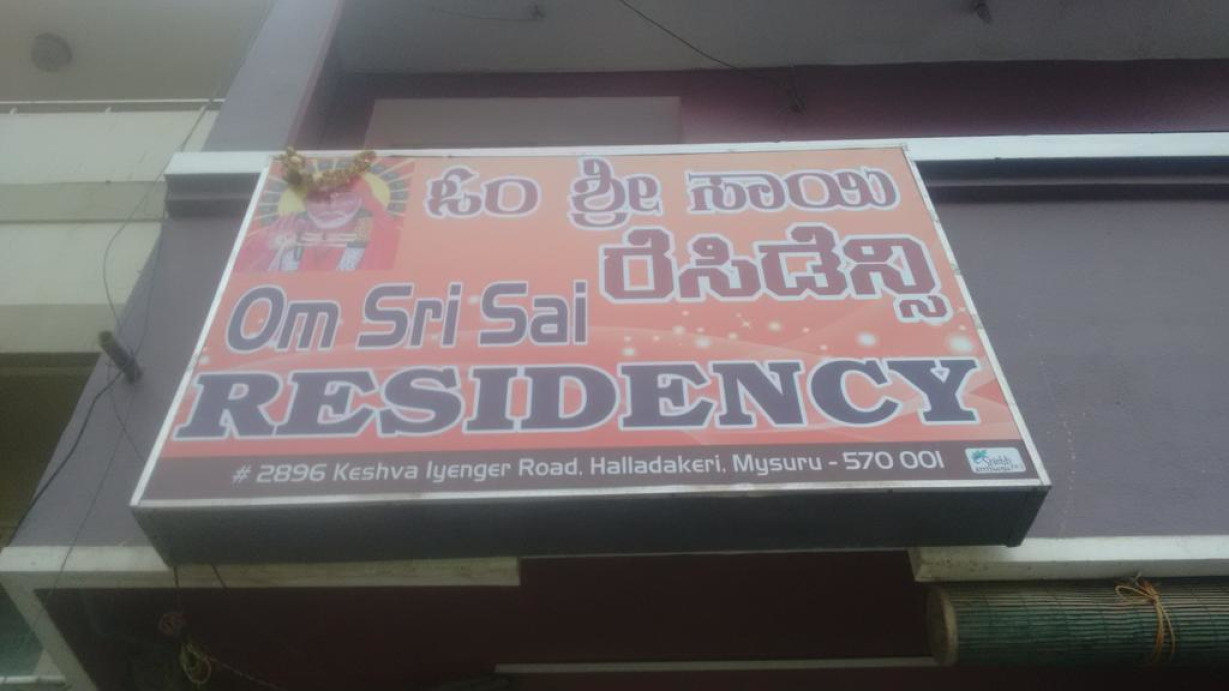 ಓಂ ಶ್ರೀ ಸಾಯಿ
ರೆಸಿಡೆನ್ಸಿ
Om Sri Sai
RESIDENCY
# 2896 Keshva Iyenger Road, Halladakeri, Mysuru - 570 001